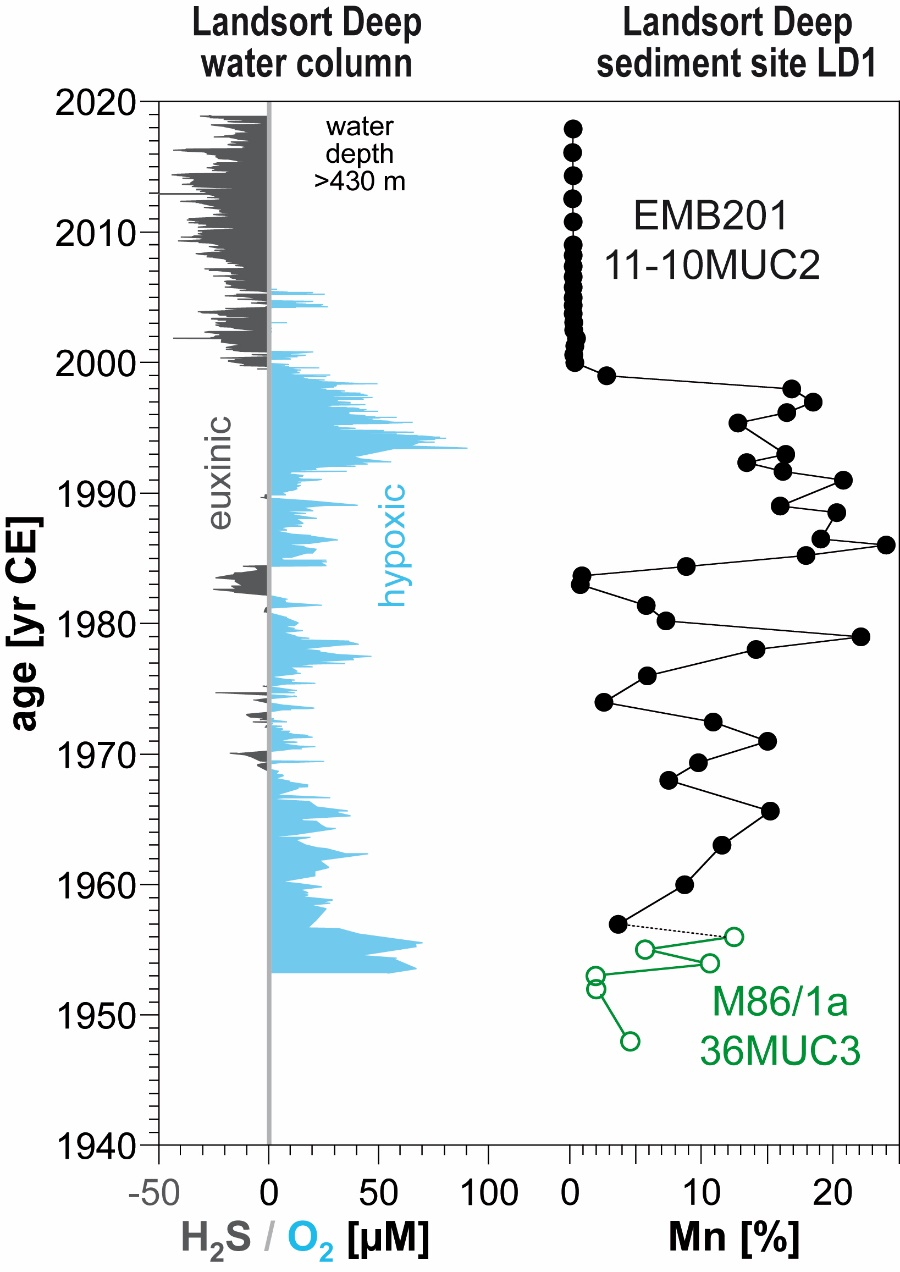 Landsort Deep
water column
Landsort Deep
sediment site LD1
water
depth
>430 m
EMB201
11-10MUC2
euxinic
hypoxic
M86/1a
36MUC3
age [yr CE]
2020
2010
2000
1990
1980
1970
1960
1950
1940
-50 0 50 100
0 10 20
H₂S / O₂ [µM]
Mn [%]